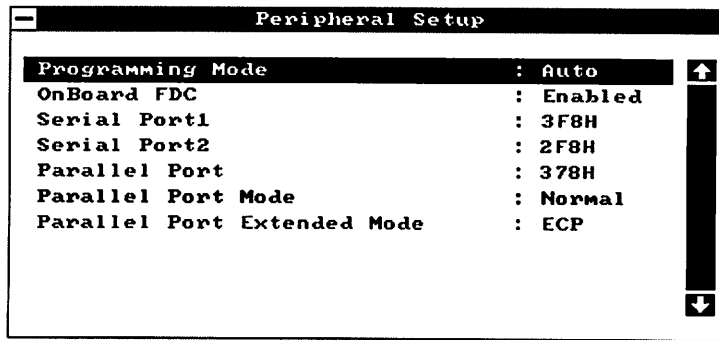 Peripheral Setup
Programming Mode : Auto
OnBoard FDC : Enabled
Serial Port1 : 3F8H
Serial Port2 : 2F8H
Parallel Port : 378H
Parallel Port Mode : Normal
Parallel Port Extended Mode : ECP